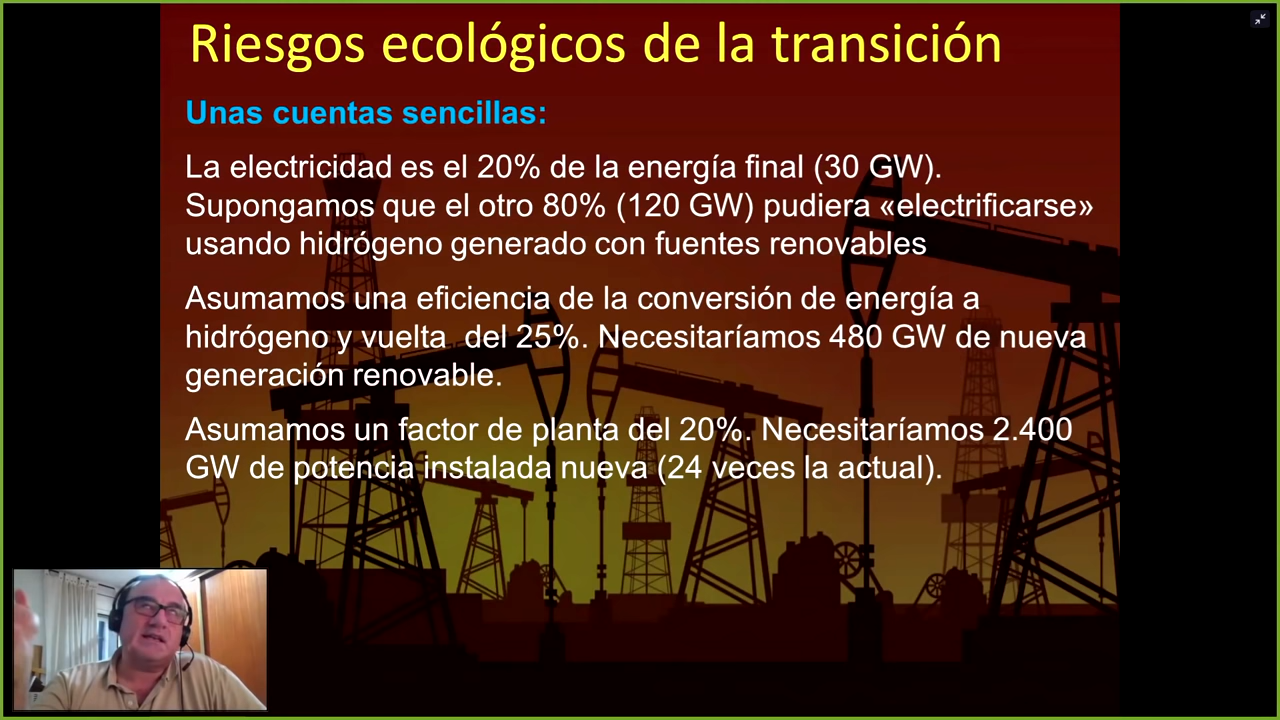 Riesgos ecológicos de la transición
Unas cuentas sencillas:
La electricidad es el 20% de la energía final (30 GW).
Supongamos que el otro 80% (120 GW) pudiera «electrificarse»
usando hidrógeno generado con fuentes renovables
Asumamos una eficiencia de la conversión de energía a
hidrógeno y vuelta  del 25%. Necesitaríamos 480 GW de nueva
generación renovable.
Asumamos un factor de planta del 20%. Necesitaríamos 2.400
GW de potencia instalada nueva (24 veces la actual).